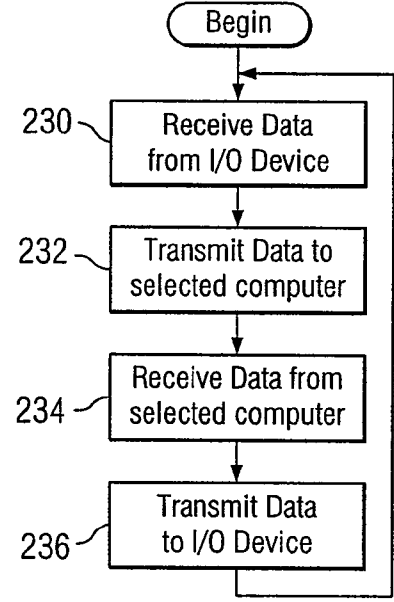 Begin
230
Receive Data
from I/O Device
232
Transmit Data to
selected computer
234
Receive Data from
selected computer
236
Transmit Data
to I/O Device